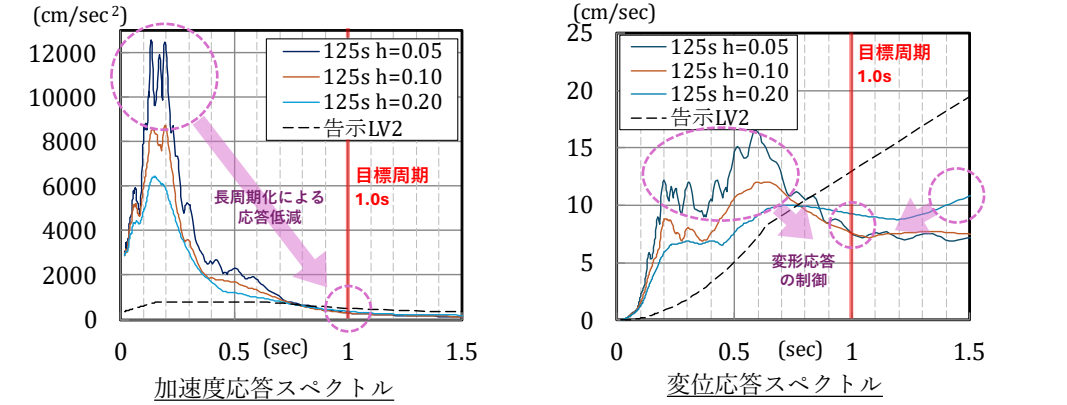 (cm/sec²)
12000
10000
8000
6000
4000
2000
0
125s h=0.05
125s h=0.10
125s h=0.20
告示LV2
目標周期
1.0s
長周期化による
応答低減
0 0.5 (sec) 1 1.5
加速度応答スペクトル
(cm/sec)
25
20
15
10
5
0
125s h=0.05
125s h=0.10
125s h=0.20
告示LV2
目標周期
1.0s
変形応答
の制御
0 0.5 (sec) 1 1.5
変位応答スペクトル